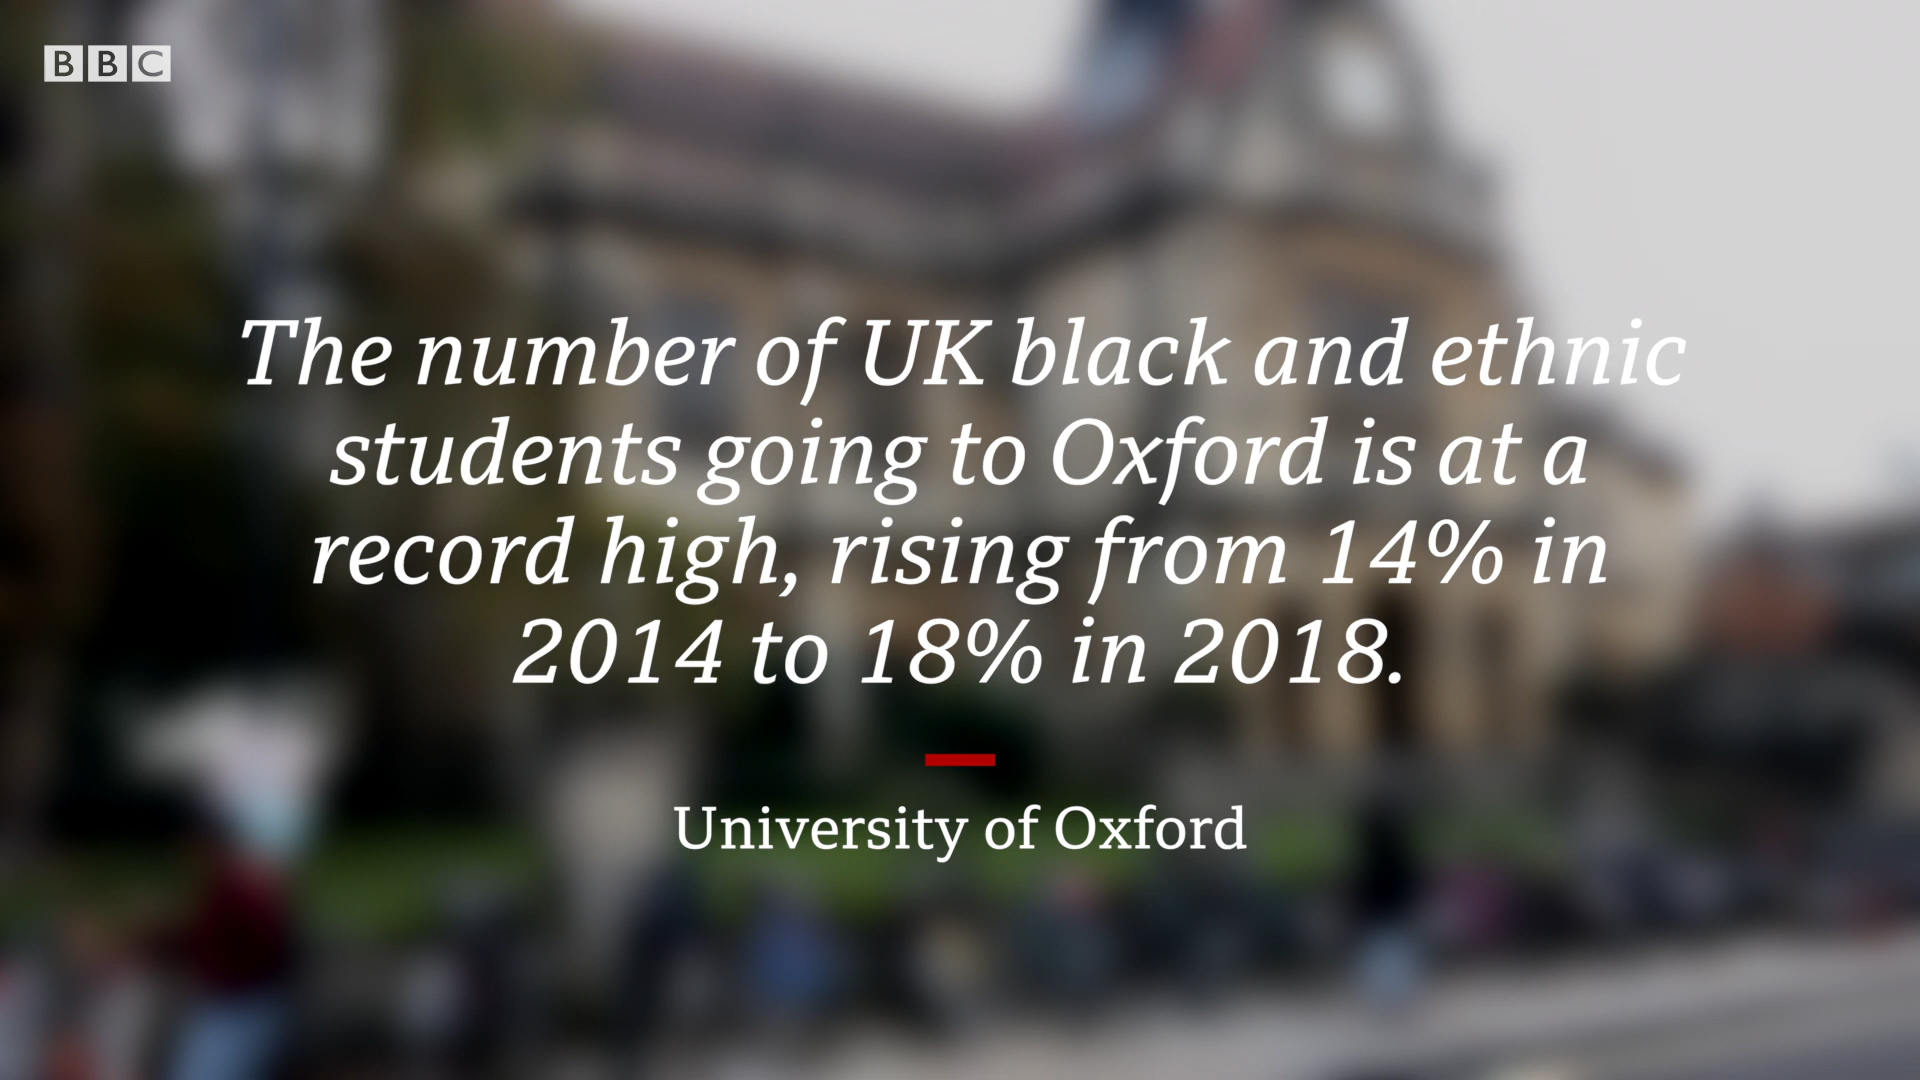 BBC
The number of UK black and ethnic
students going to Oxford is at a
record high, rising from 14% in
2014 to 18% in 2018.
University of Oxford